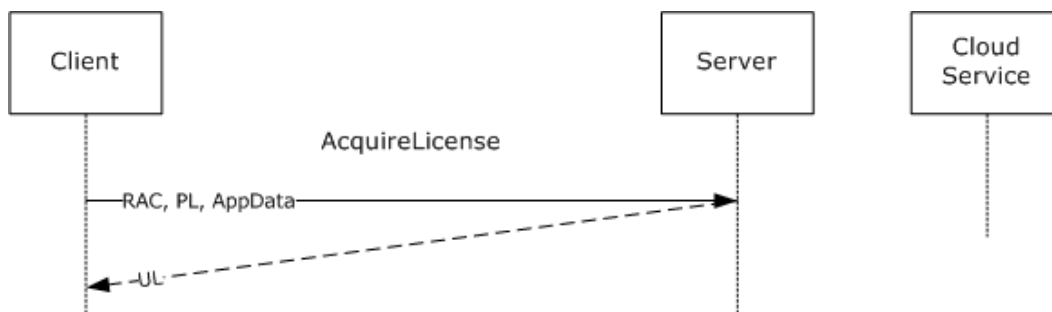 Client
Server
Cloud
Service
AcquireLicense
RAC, PL, AppData
UL